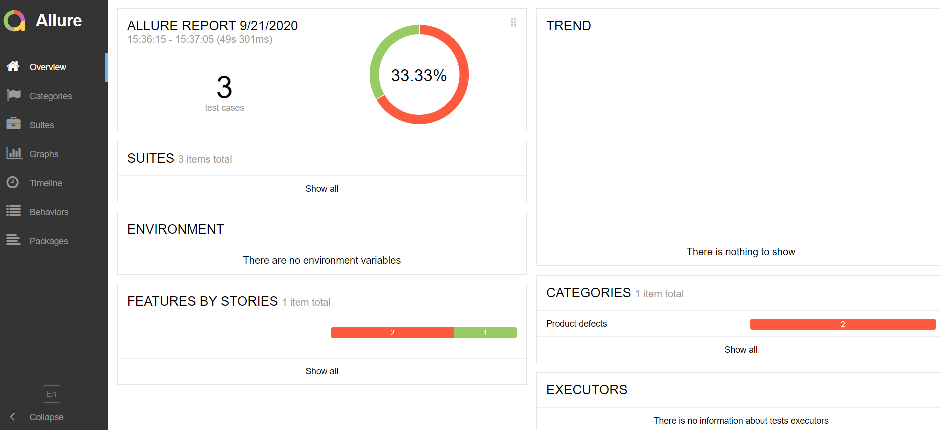 Allure
Overview
Categories
Suites
Graphs
Timeline
Behaviors
Packages
En
Collapse
ALLURE REPORT 9/21/2020
15:36:15 - 15:37:05 (49s 301ms)
3
test cases
33.33%
SUITES 3 items total
Show all
ENVIRONMENT
There are no environment variables
FEATURES BY STORIES 1 item total
2 1
Show all
TREND
There is nothing to show
CATEGORIES 1 item total
Product defects 2
Show all
EXECUTORS
There is no information about tests executors